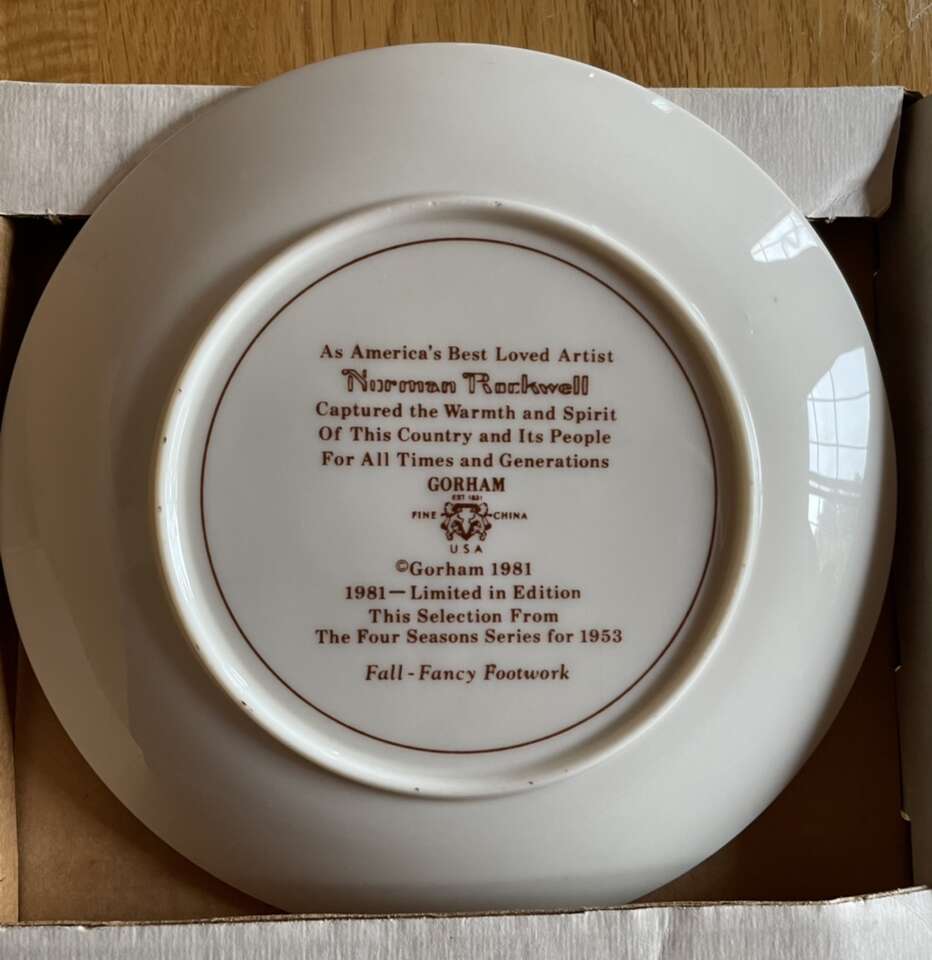 As America's Best Loved Artist
Norman Rockwell
Captured the Warmth and Spirit
Of This Country and Its People
For All Times and Generations
GORHAM
EST 1831
FINE CHINA
USA
©Gorham 1981
1981—Limited in Edition
This Selection From
The Four Seasons Series for 1953
Fall - Fancy Footwork